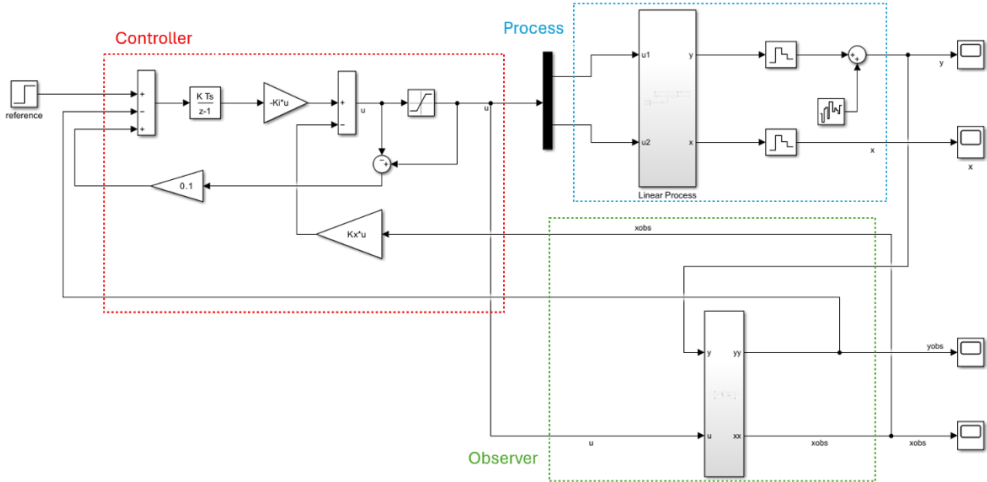 Process
Controller
reference
+
−
+
K Ts
z-1
-Ki*u
+
−
u
−
+
u
0.1
Kx*u
u1
u2
y
x
Linear Process
+
+
y
x
x
xobs
y
u
yy
xx
yobs
xobs
xobs
u
Observer